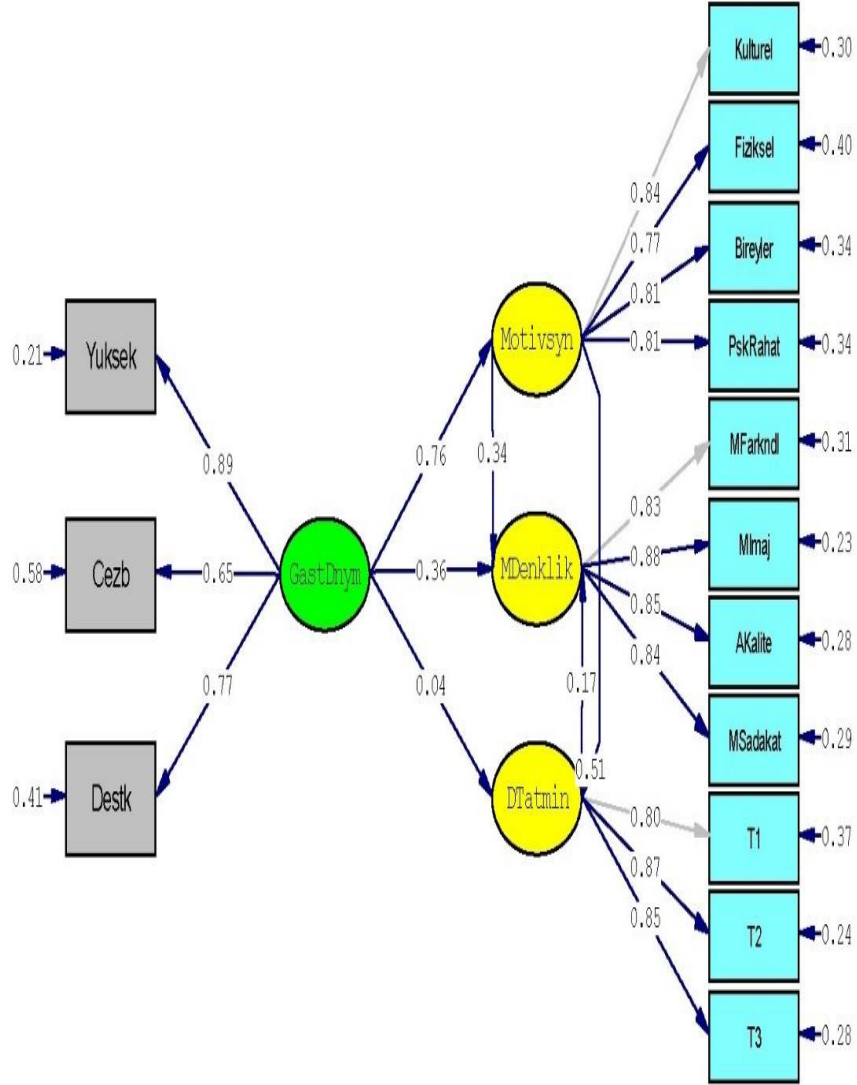 Kulturel
0.30
Fiziksel
0.40
0.84
0.77
Bireyler
0.34
0.81
0.21
Yuksek
Motivsyn
0.81
PskRahat
0.34
0.89
0.76
0.34
MFarkndl
0.31
0.83
0.58
Cezb
0.65
GastDnym
0.36
MDenklik
0.88
MImaj
0.23
0.85
AKalite
0.28
0.84
0.77
0.04
0.17
MSadakat
0.29
0.51
0.41
Destk
DTatmin
0.80
T1
0.37
0.87
0.85
T2
0.24
T3
0.28